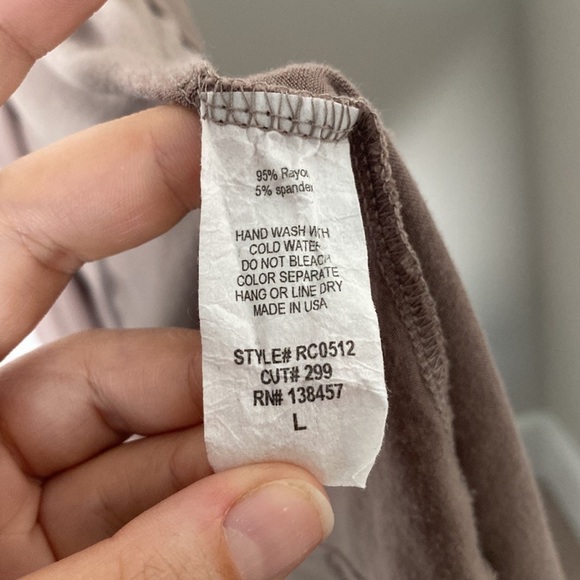 95% Rayo
5% spandex
HAND WASH WITH
COLD WATER
DO NOT BLEACH
COLOR SEPARATE
HANG OR LINE DRY
MADE IN USA
STYLE# RC0512
CUT# 299
RN# 138457
L